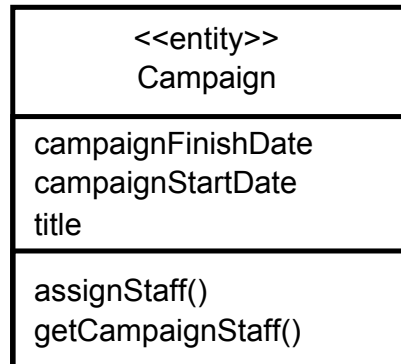 <<entity>>
Campaign
campaignFinishDate
campaignStartDate
title
assignStaff()
getCampaignStaff()